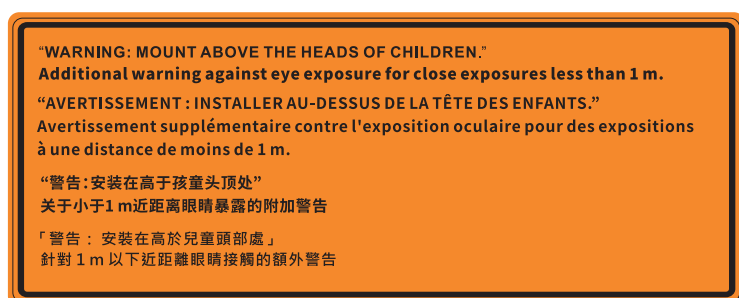 “WARNING: MOUNT ABOVE THE HEADS OF CHILDREN.”
Additional warning against eye exposure for close exposures less than 1 m.
“AVERTISSEMENT : INSTALLER AU-DESSUS DE LA TÊTE DES ENFANTS.”
Avertissement supplémentaire contre l'exposition oculaire pour des expositions
à une distance de moins de 1 m.
“警告:安装在高于孩童头顶处”
关于小于1 m近距离眼睛暴露的附加警告
「警告： 安裝在高於兒童頭部處」
針對 1 m 以下近距離眼睛接觸的額外警告